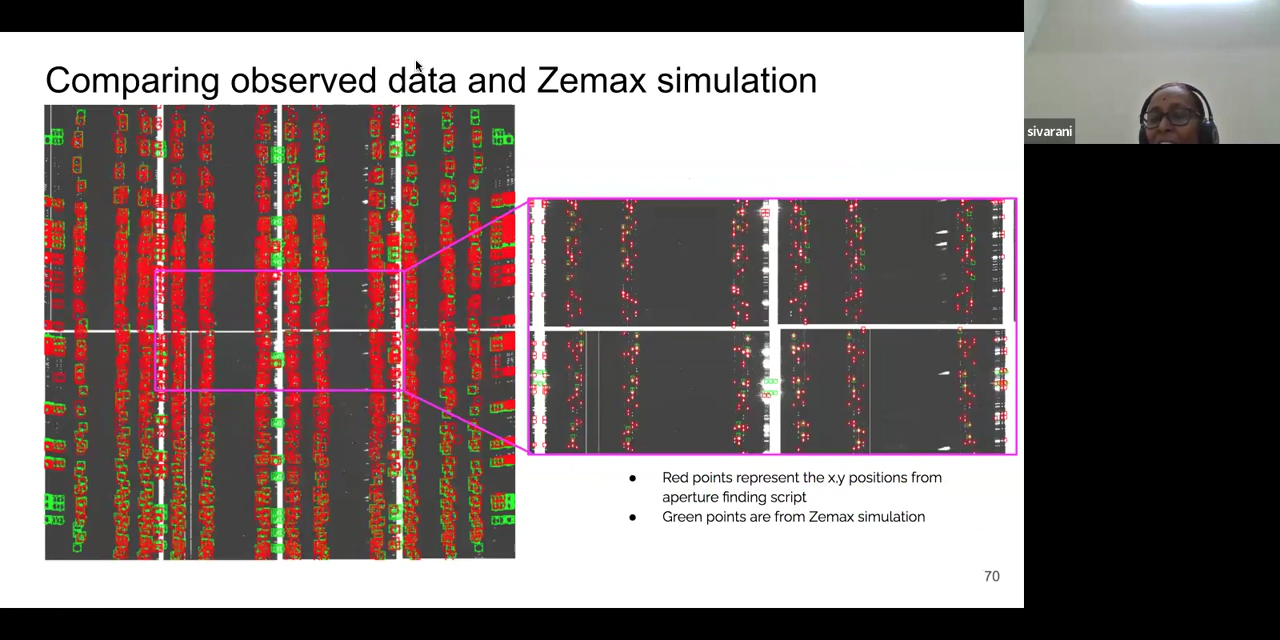 Comparing observed data and Zemax simulation
sivarani
● Red points represent the x,y positions from
aperture finding script
● Green points are from Zemax simulation
70